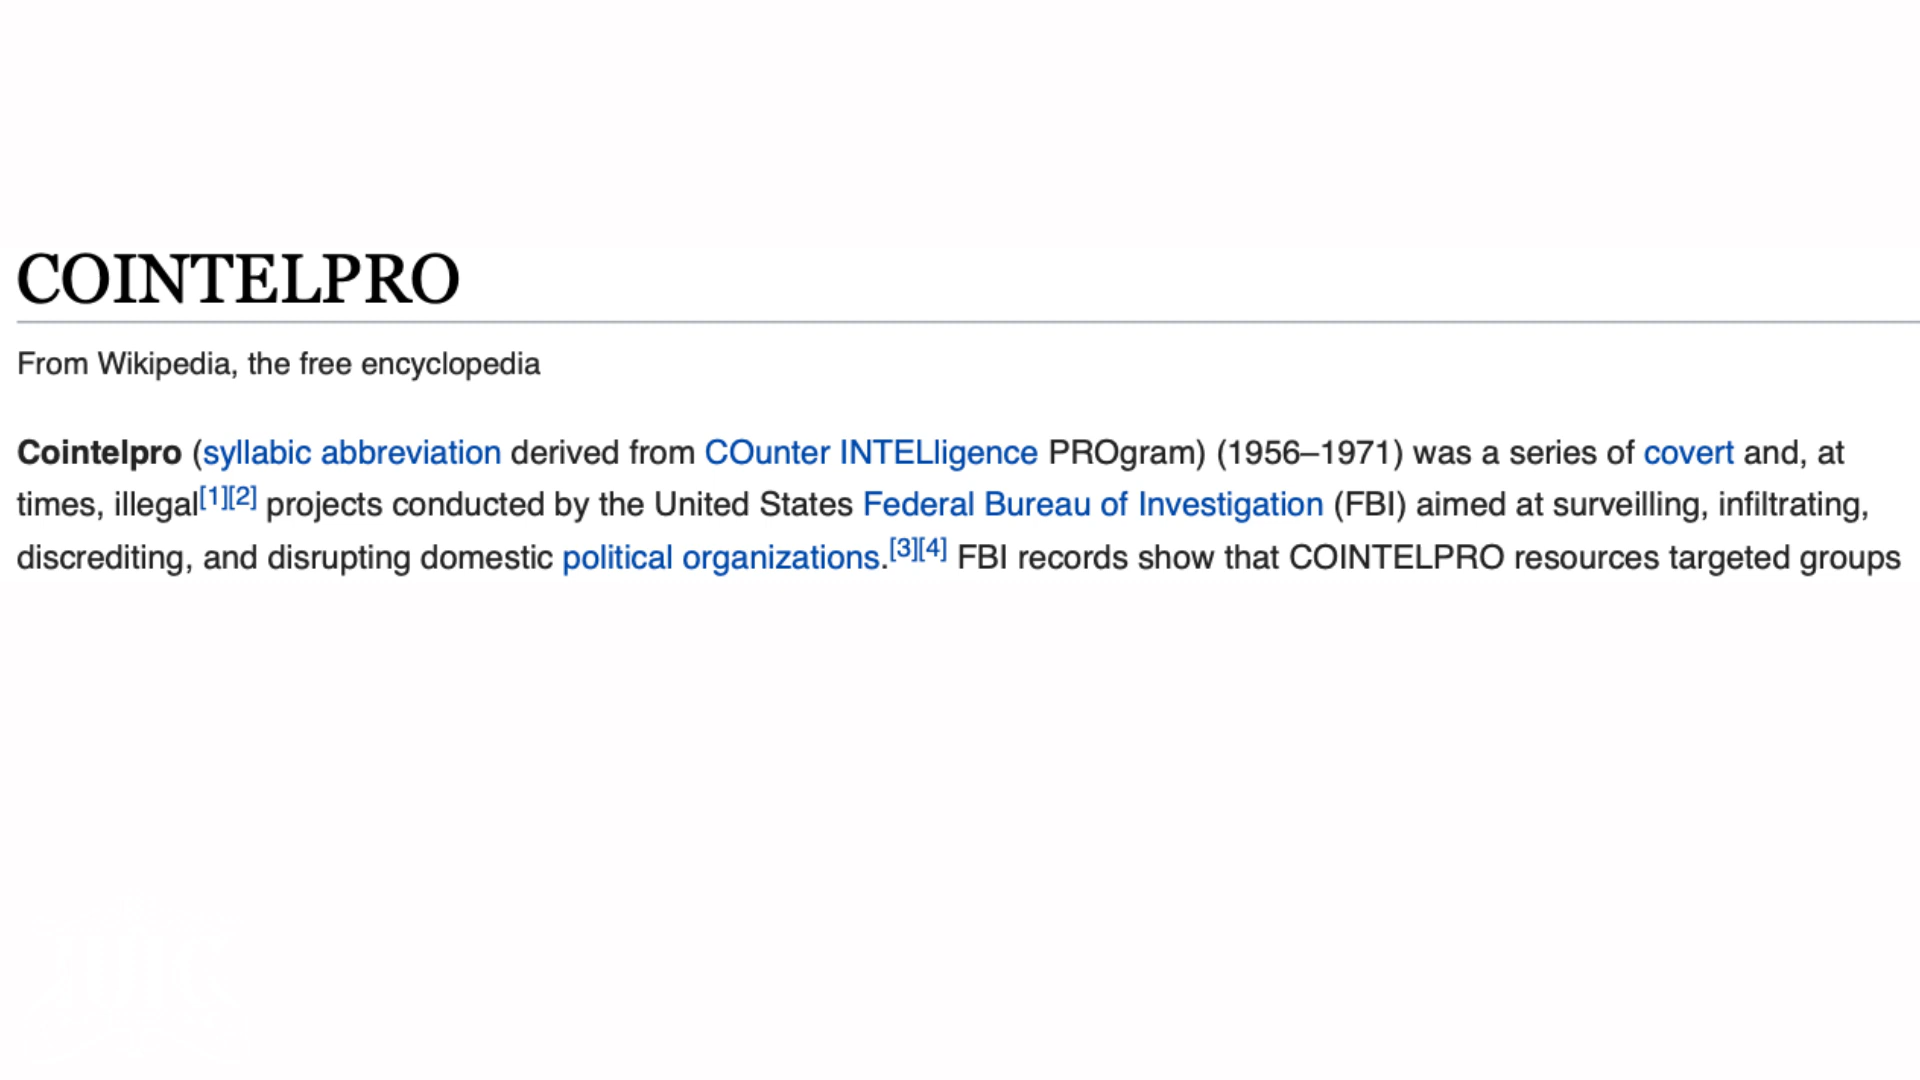 COINTELPRO
From Wikipedia, the free encyclopedia
Cointelpro (syllabic abbreviation derived from COunter INTELligence PROgram) (1956–1971) was a series of covert and, at
times, illegal[1][2] projects conducted by the United States Federal Bureau of Investigation (FBI) aimed at surveilling, infiltrating,
discrediting, and disrupting domestic political organizations.[3][4] FBI records show that COINTELPRO resources targeted groups